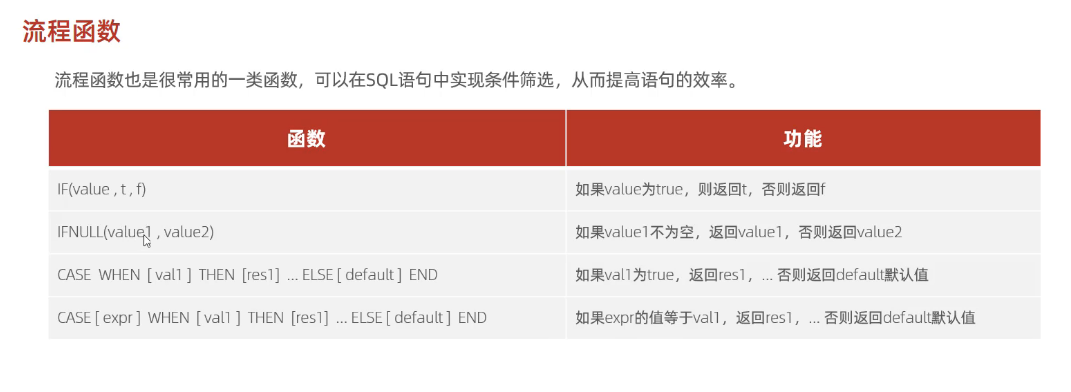 流程函数
流程函数也是很常用的一类函数，可以在SQL语句中实现条件筛选，从而提高语句的效率。
函数 功能
IF(value , t , f) 如果value为true，则返回t，否则返回f
IFNULL(value1 , value2) 如果value1不为空，返回value1，否则返回value2
CASE WHEN [ val1 ] THEN [res1] ... ELSE [ default ] END 如果val1为true，返回res1，... 否则返回default默认值
CASE [ expr ] WHEN [ val1 ] THEN [res1] ... ELSE [ default ] END 如果expr的值等于val1，返回res1，... 否则返回default默认值